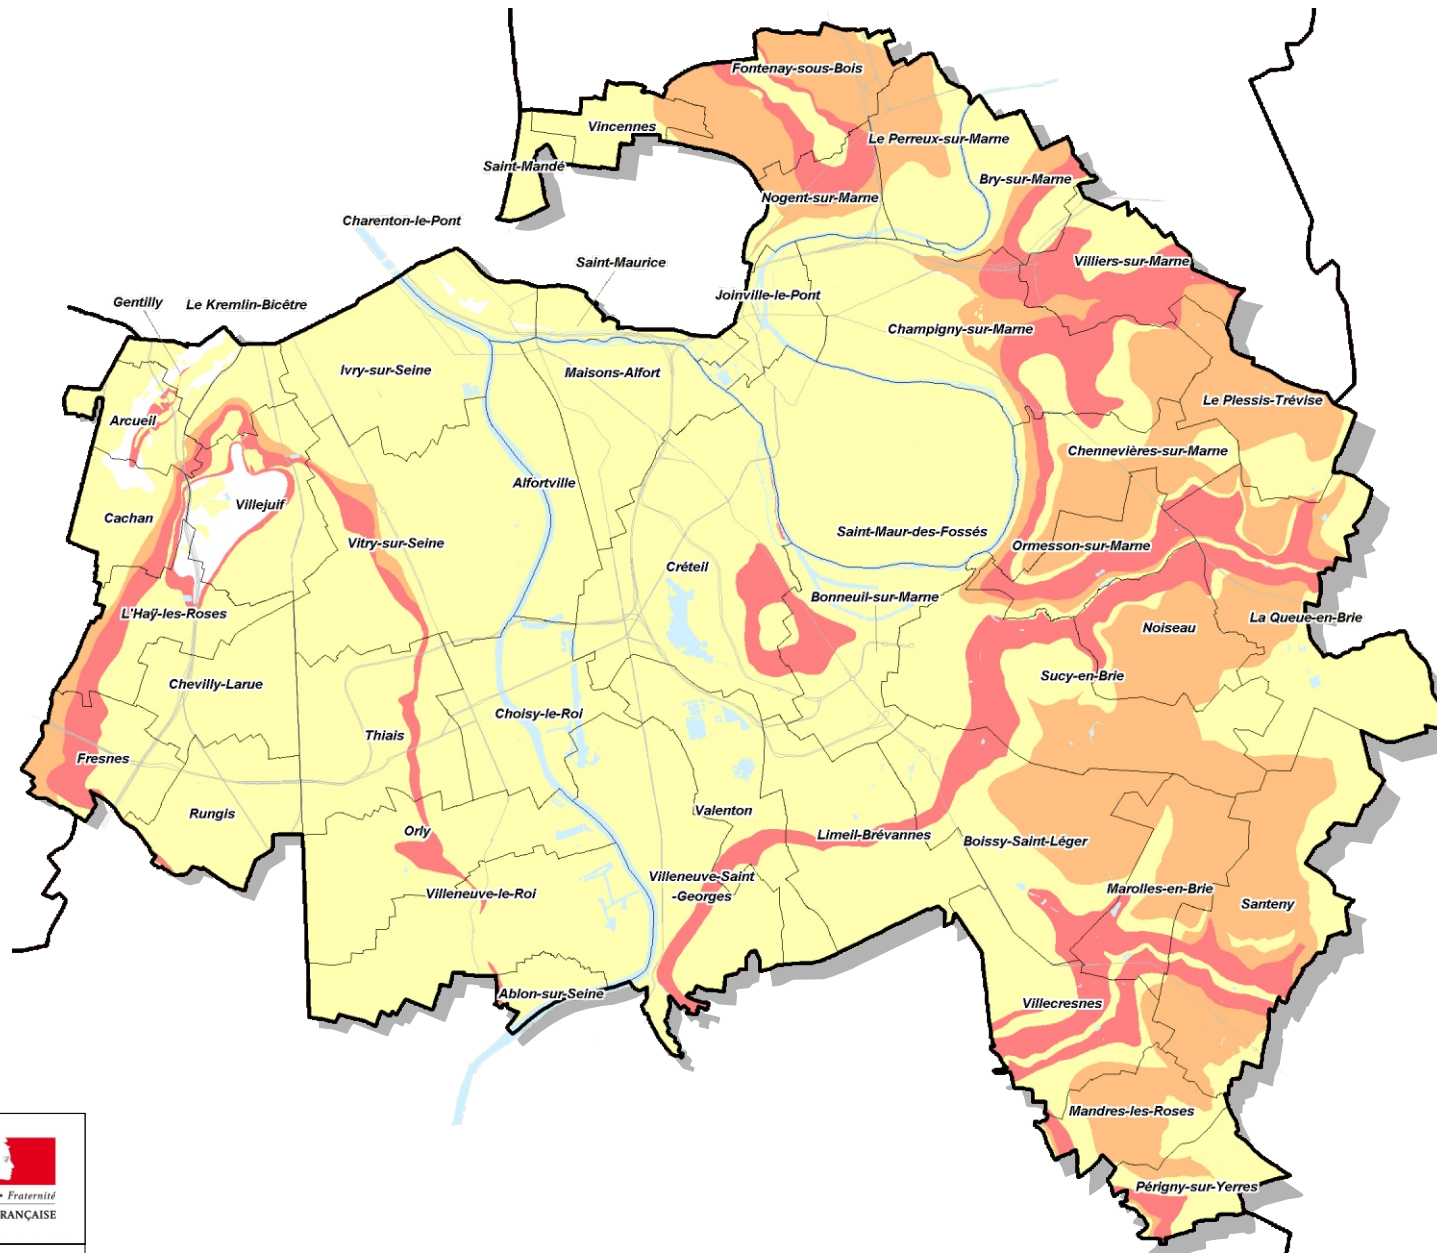 Fontenay-sous-Bois
Vincennes
Le Perreux-sur-Marne
Saint-Mandé
Bry-sur-Marne
Nogent-sur-Marne
Charenton-le-Pont
Saint-Maurice
Villiers-sur-Marne
Joinville-le-Pont
Gentilly
Le Kremlin-Bicêtre
Champigny-sur-Marne
Ivry-sur-Seine
Maisons-Alfort
Le Plessis-Trévise
Arcueil
Chennevières-sur-Marne
Alfortville
Villejuif
Cachan
Saint-Maur-des-Fossés
Vitry-sur-Seine
Ormesson-sur-Marne
Créteil
Bonneuil-sur-Marne
L'Haÿ-les-Roses
La Queue-en-Brie
Noiseau
Sucy-en-Brie
Chevilly-Larue
Choisy-le-Roi
Thiais
Fresnes
Rungis
Valenton
Orly
Limeil-Brévannes
Boissy-Saint-Léger
Villeneuve-Saint
-Georges
Marolles-en-Brie
Villeneuve-le-Roi
Santeny
Ablon-sur-Seine
Villecresnes
Mandres-les-Roses
Périgny-sur-Yerres
• Fraternité
RANÇAISE